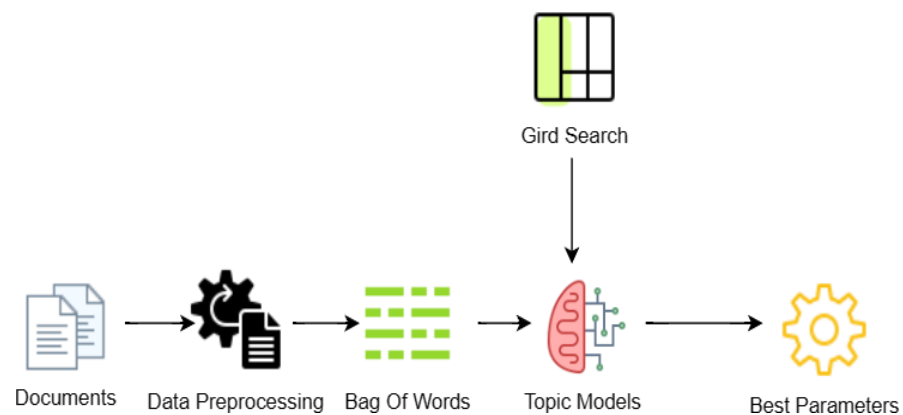 Gird Search
Documents
Data Preprocessing
Bag Of Words
Topic Models
Best Parameters